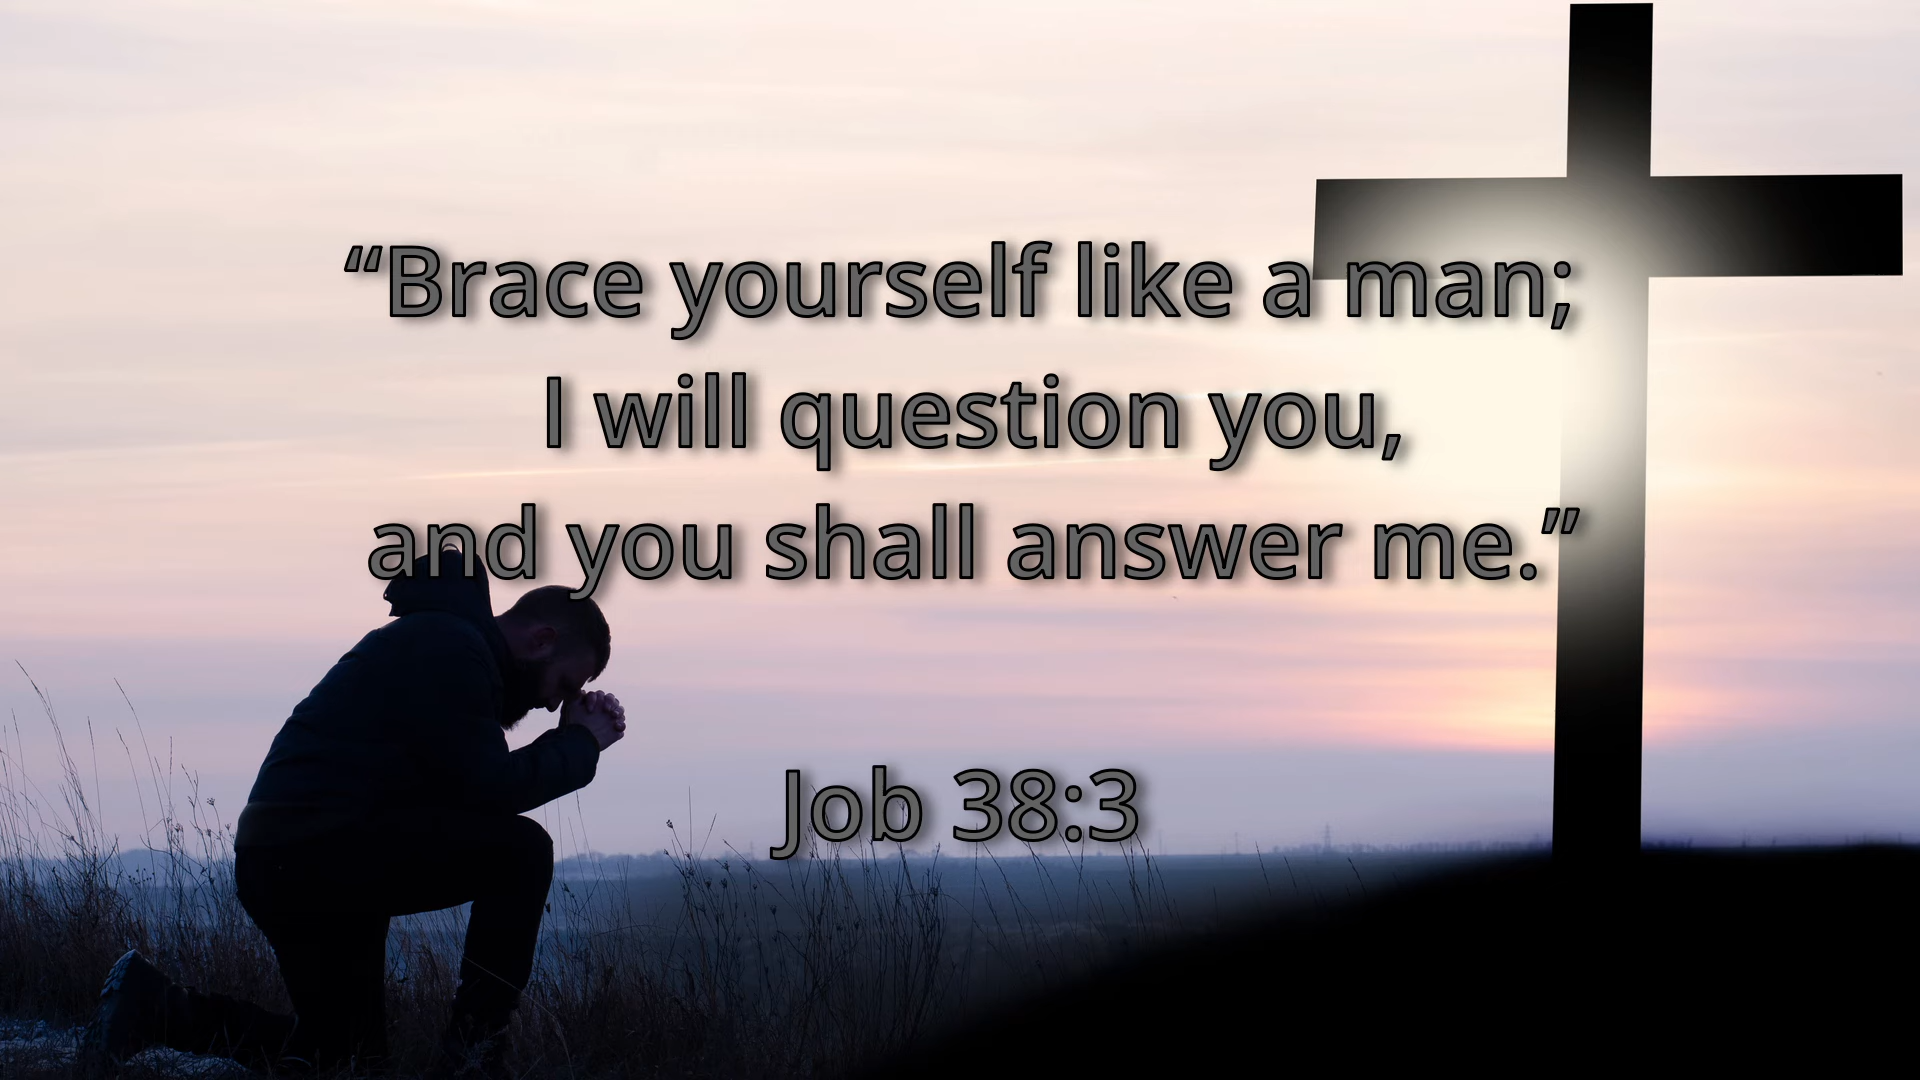 “Brace yourself like a man;
I will question you,
and you shall answer me.”
Job 38:3